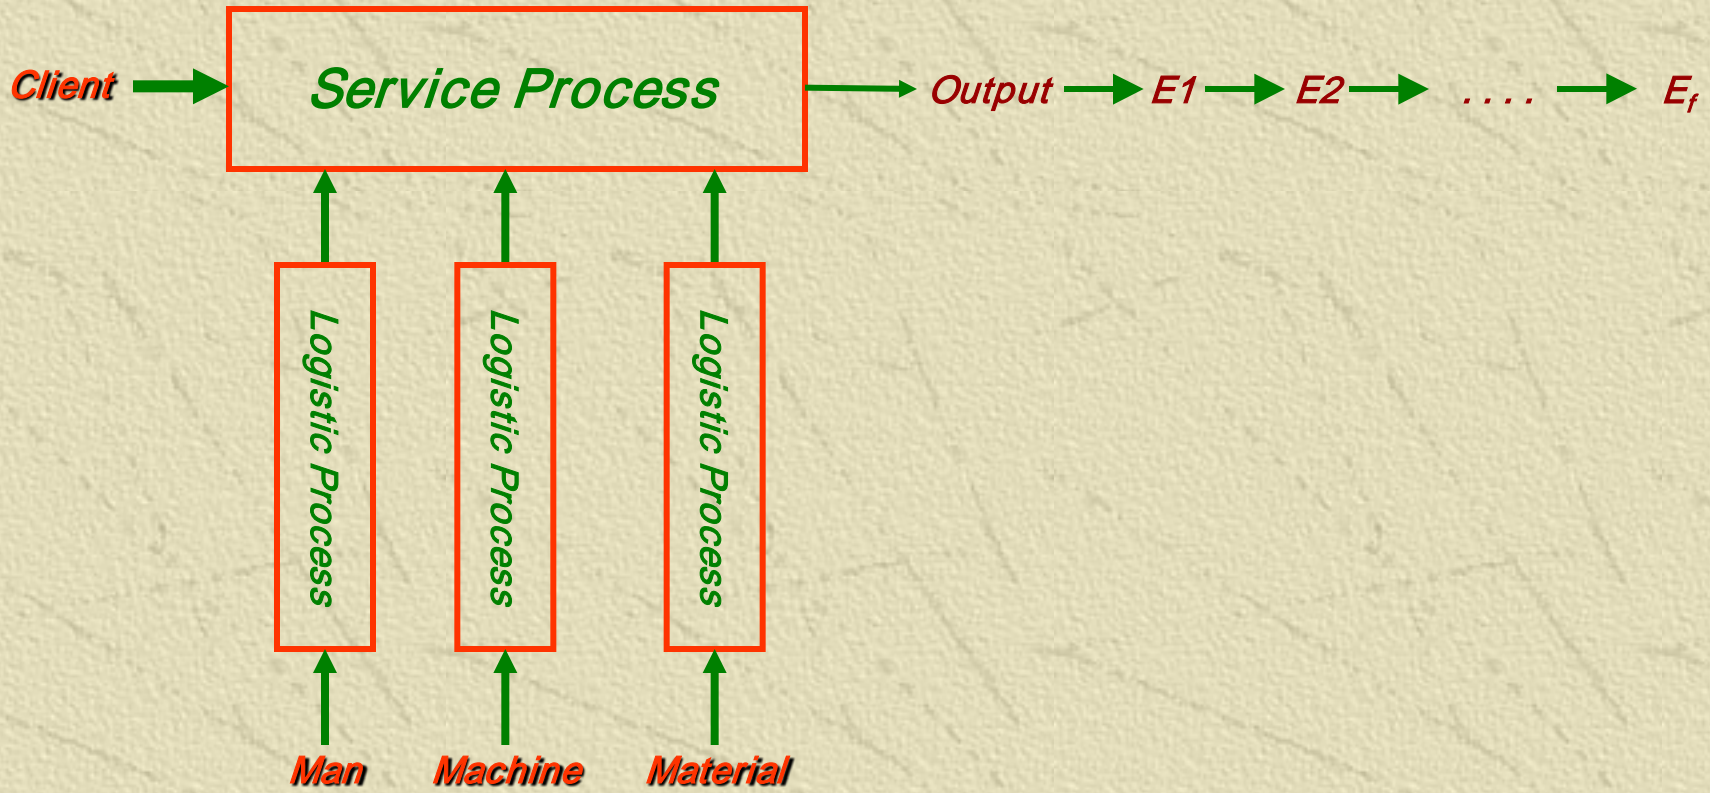 Client
Service Process
Output
E1
E2
. . . .
Ef
Logistic Process
Logistic Process
Logistic Process
Man
Machine
Material